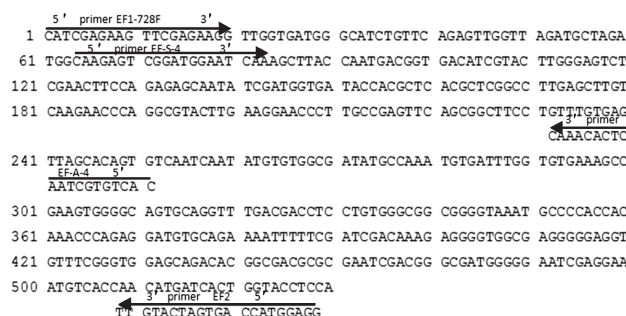 5' primer EF1-728F 3'
1 CATCGAGAAG TTCGAGAAGG TTGGTGATGG GCATCTGTTC AGAGTTGGTT AGATGCTAGA
5' primer EF-S-4 3'
61 TGGCAAGAGT CGGATGGAAT CAAAGCTTAC CAATGACGGT GACATCGTAC TTGGGAGTCT
121 CGAACTTCCA GAGAGCAATA TCGATGGTGA TACCACGCTC ACGCTCGGCC TTGAGCTTGT
181 CAAGAACCCA GGCGTACTTG AAGGAACCCT TGCCGAGTTC AGCGGCTTCC TGTTTGTGAG
3' primer
CAAACACTC
241 TTAGCACAGT GTCAATCAAT ATGTGTGGCG ATATGCCAAA TGTGATTTGG TGTGAAAGCC
EF-A-4 5'
AATCGTGTCA C
301 GAAGTGGGGC AGTGCAGGTT TGACGACCTC CTGTGGGCGG CGGGGTAAAT GCCCCACCAC
361 AAACCCAGAG GATGTGCAGA AAATTTTTCG ATCGACAAAG AGGGGTGGCG AGGGGGAGGT
421 GTTTCGGGTG GAGCAGACAC GGCGACGCGC GAATCGACGG GCGATGGGGG AATCGAGGAA
500 ATGTCACCAA CATGATCACT GGTACCTCCA
3' primer EF2 5'
TT GTACTAGTGA CCATGGAGG